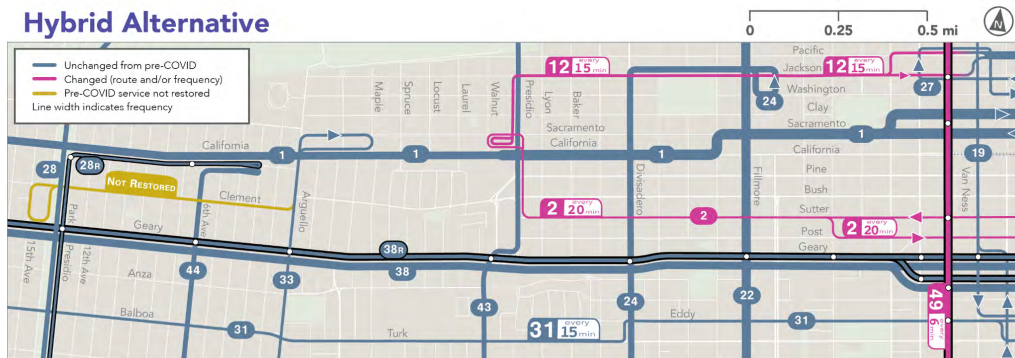 Hybrid Alternative
0 0.25 0.5 mi
N
Unchanged from pre-COVID
Changed (route and/or frequency)
Pre-COVID service not restored
Line width indicates frequency
12 every 15 min
Pacific
Jackson
12 every 15 min
Washington
24
27
Clay
Sacramento
1
California
Maple
Spruce
Locust
Laurel
Walnut
Presidio
Lyon
Baker
Sacramento
California
1
1
1
California
19
28
28R
NOT RESTORED
Clement
6th Ave
Arguello
Divisadero
Fillmore
Pine
Bush
Van Ness
2 every 20 min
2
Sutter
Post
2 every 20 min
Geary
Park Presidio
12th Ave
15th Ave
Geary
38R
38
44
33
Anza
43
24
22
49 every 6 min
Balboa
31
Turk
31 every 15 min
Eddy
31